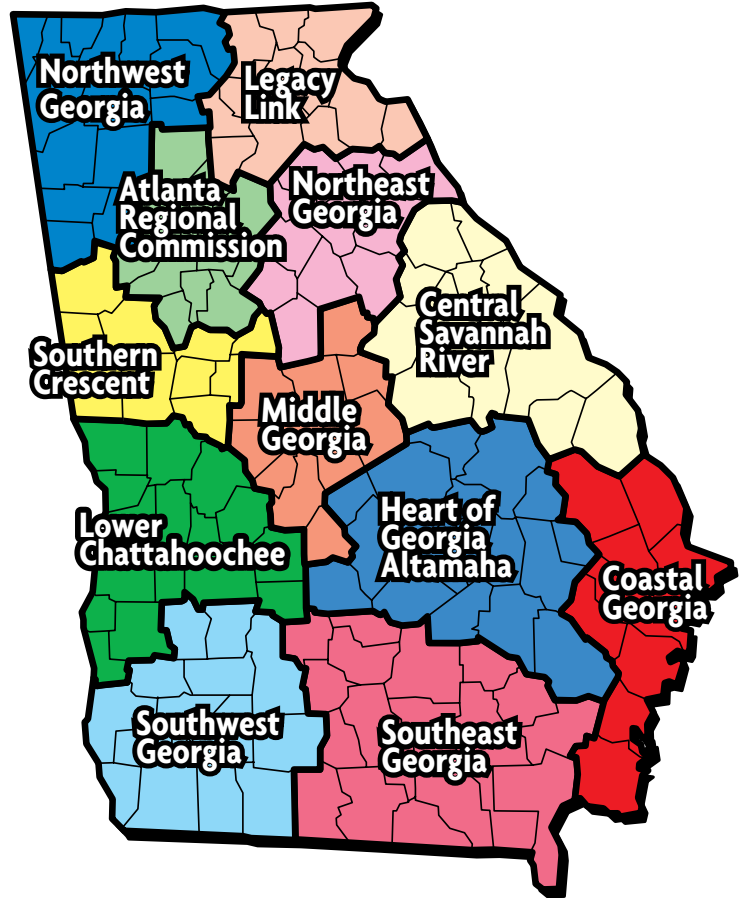 Northwest
Georgia
Legacy
Link
Atlanta
Regional
Commission
Northeast
Georgia
Central
Savannah
River
Southern
Crescent
Middle
Georgia
Lower
Chattahoochee
Heart of
Georgia
Altamaha
Coastal
Georgia
Southwest
Georgia
Southeast
Georgia